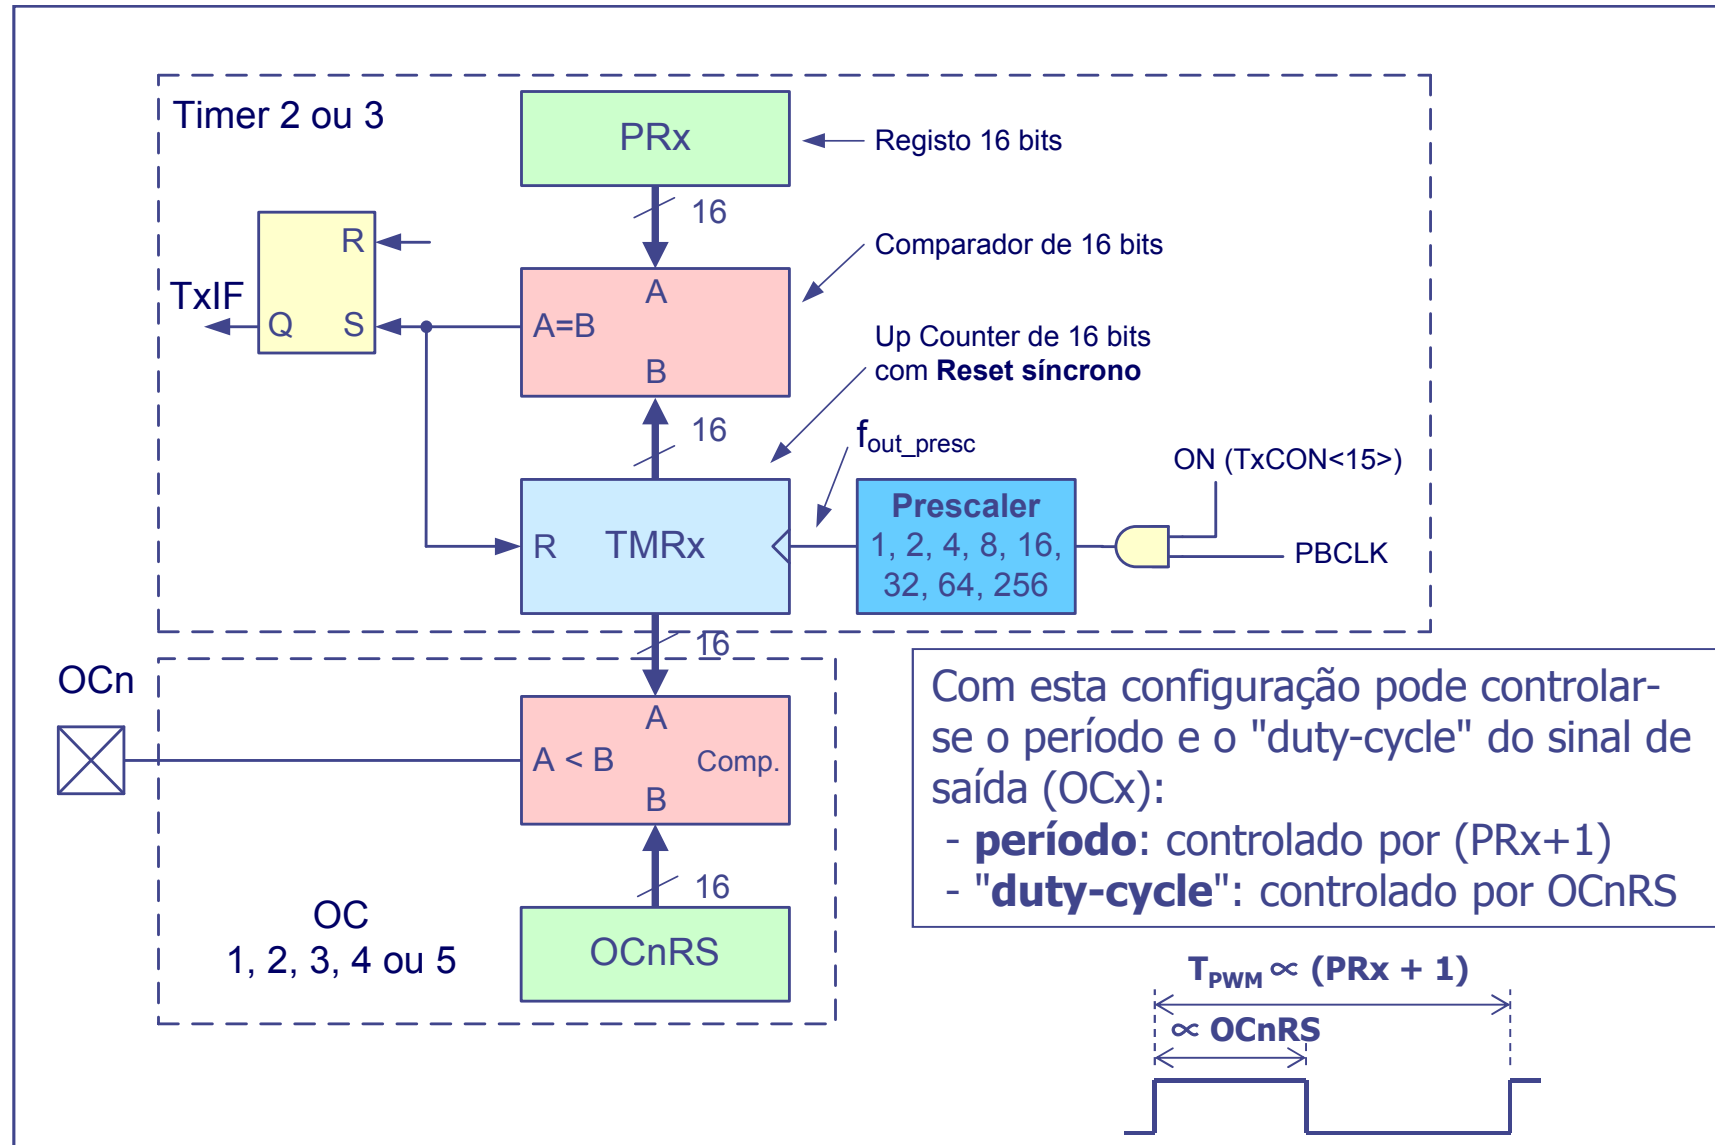 Timer 2 ou 3
PRx
Registo 16 bits
16
R
Comparador de 16 bits
A
TxIF
Q
S
A=B
B
Up Counter de 16 bits
com Reset síncrono
16
fout_presc
ON (TxCON<15>)
Prescaler
R
TMRx
1, 2, 4, 8, 16,
32, 64, 256
PBCLK
16
OCn
A
A < B
Comp.
B
16
OC
1, 2, 3, 4 ou 5
OCnRS
Com esta configuração pode controlar-
se o período e o "duty-cycle" do sinal de
saída (OCx):
- período: controlado por (PRx+1)
- "duty-cycle": controlado por OCnRS
TPWM ∝ (PRx + 1)
∝ OCnRS